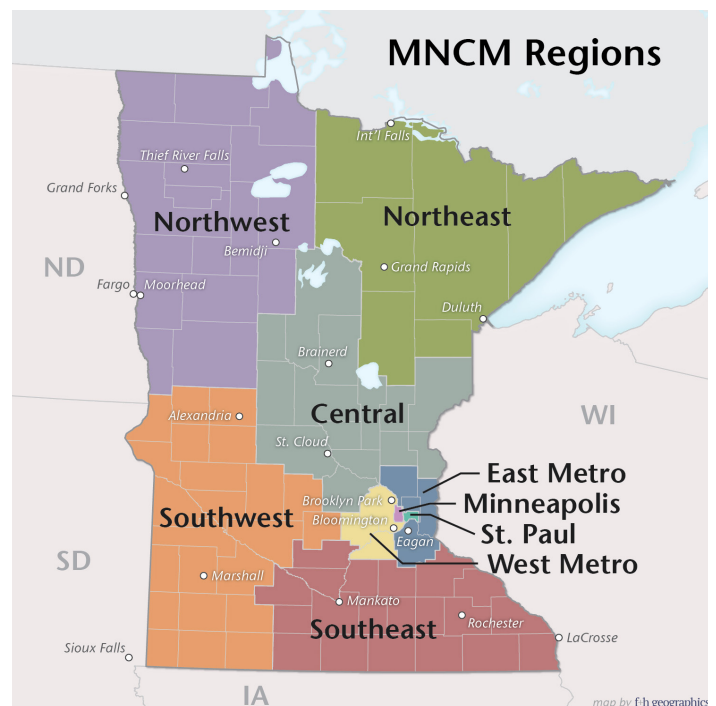 MNCM Regions
Int'l Falls
Thief River Falls
Grand Forks
Northwest
Northeast
Bemidji
ND
Grand Rapids
Fargo
Moorhead
Duluth
Brainerd
Alexandria
Central
WI
St. Cloud
East Metro
Brooklyn Park
Minneapolis
Southwest
Bloomington
St. Paul
Eagan
West Metro
SD
Marshall
Mankato
Rochester
Southeast
LaCrosse
Sioux Falls
IA
map by f+h geographics